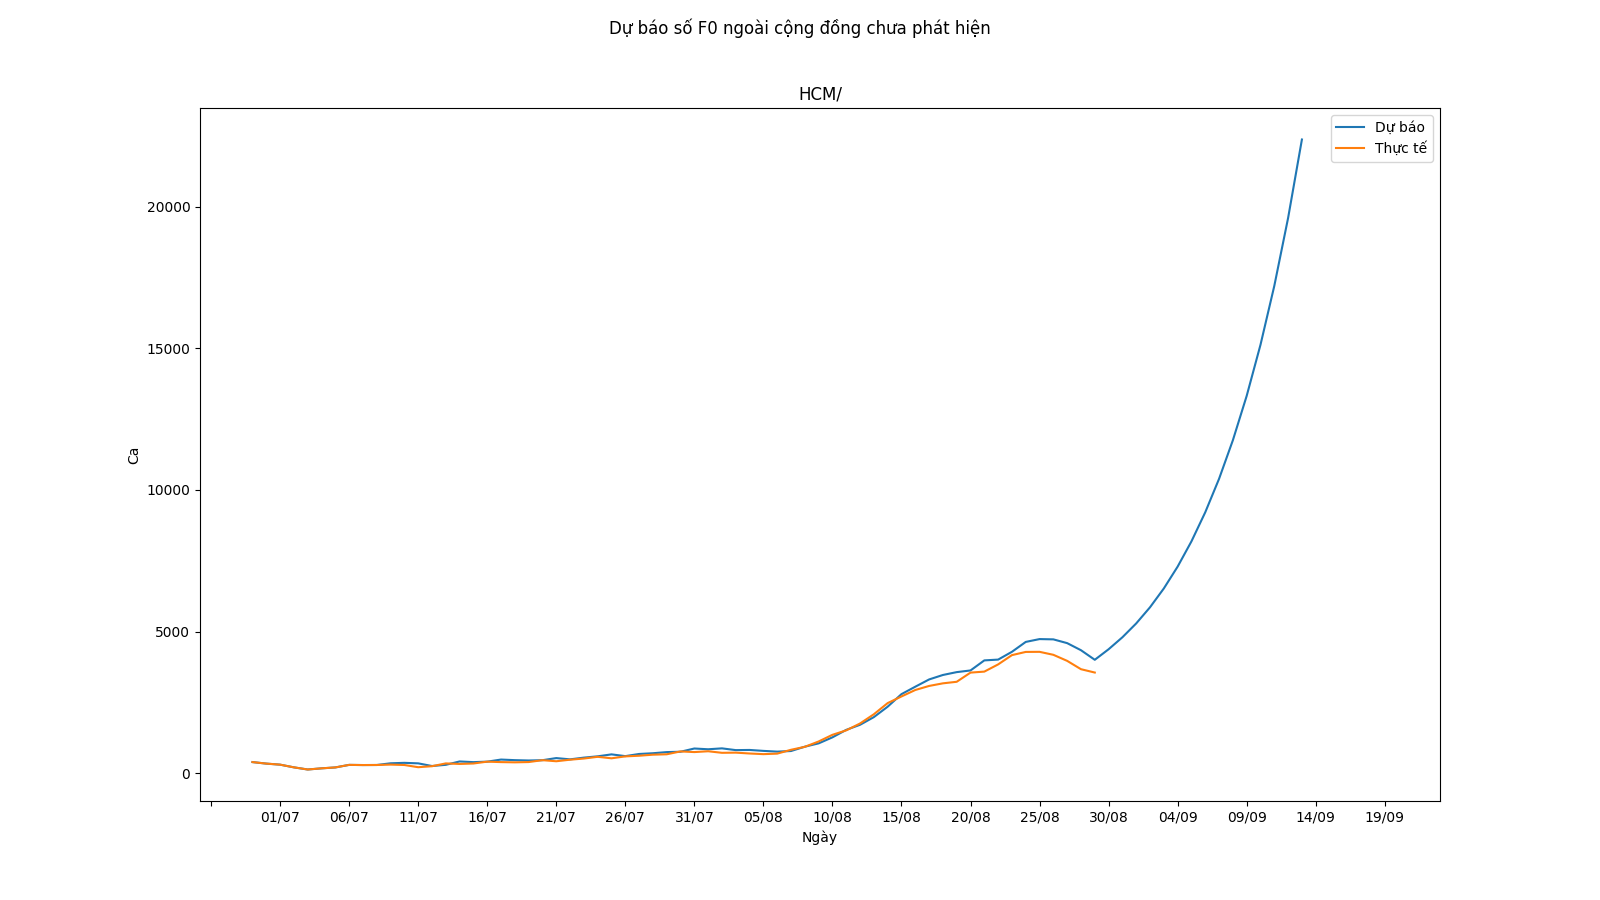 Dự báo số F0 ngoài cộng đồng chưa phát hiện
HCM/
Dự báo
Thực tế
20000
15000
10000
5000
0
Ca
01/07 06/07 11/07 16/07 21/07 26/07 31/07 05/08 10/08 15/08 20/08 25/08 30/08 04/09 09/09 14/09 19/09
Ngày